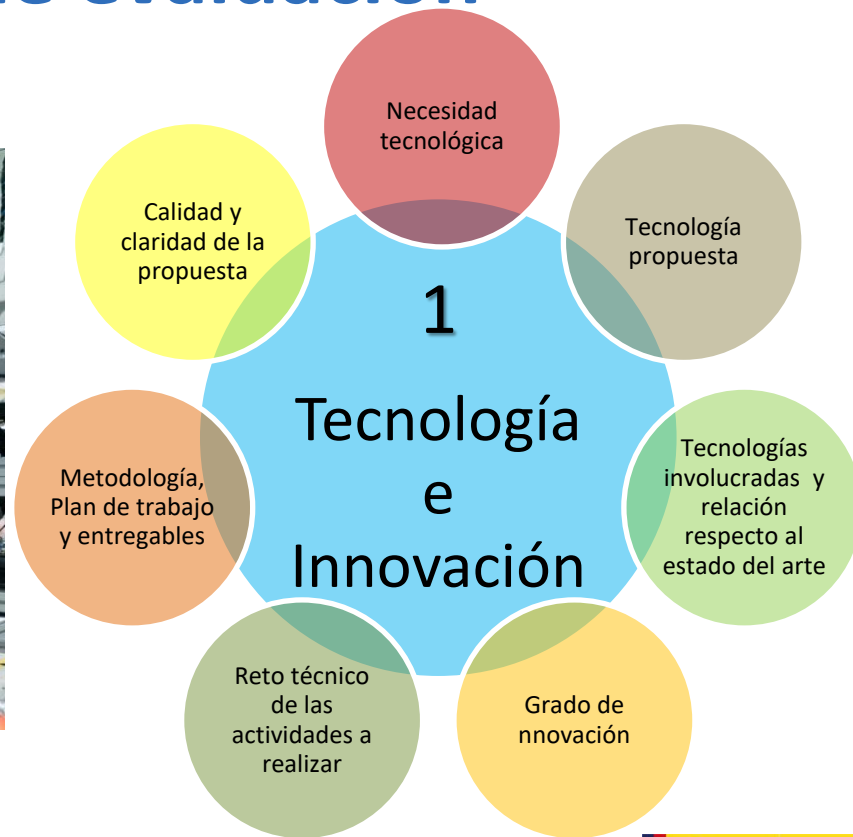 Necesidad
tecnológica
Tecnología
propuesta
Tecnologías
involucradas y
relación
respecto al
estado del arte
Grado de
nnovación
Reto técnico
de las
actividades a
realizar
Metodología,
Plan de trabajo
y entregables
Calidad y
claridad de la
propuesta
1
Tecnología
e
Innovación